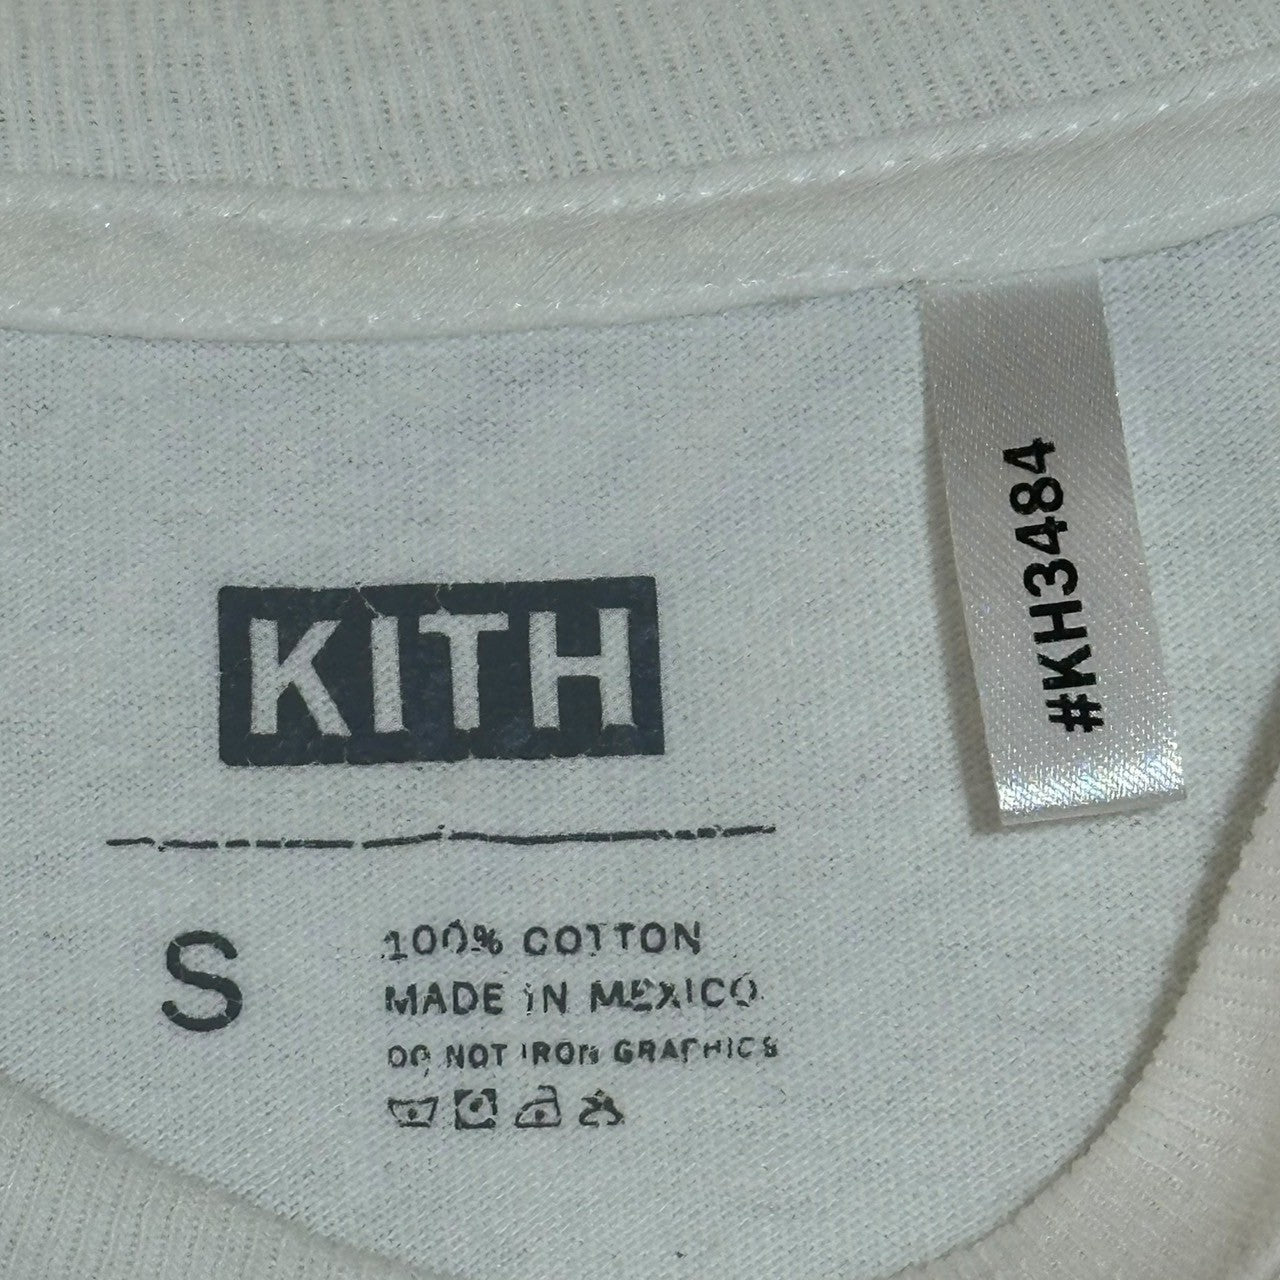 KITH
S
100% COTTON
MADE IN MEXICO
DO NOT IRON GRAPHICS
#KH3484